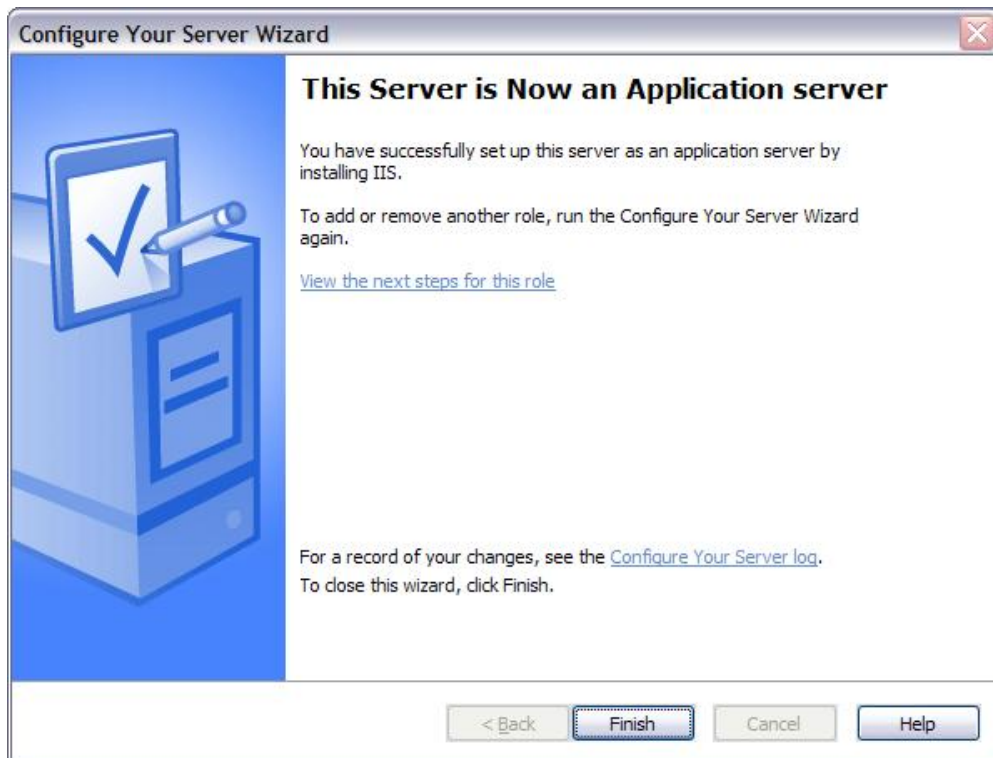 Configure Your Server Wizard
This Server is Now an Application server
You have successfully set up this server as an application server by
installing IIS.
To add or remove another role, run the Configure Your Server Wizard
again.
View the next steps for this role
For a record of your changes, see the Configure Your Server log.
To close this wizard, click Finish.
< Back Finish Cancel Help